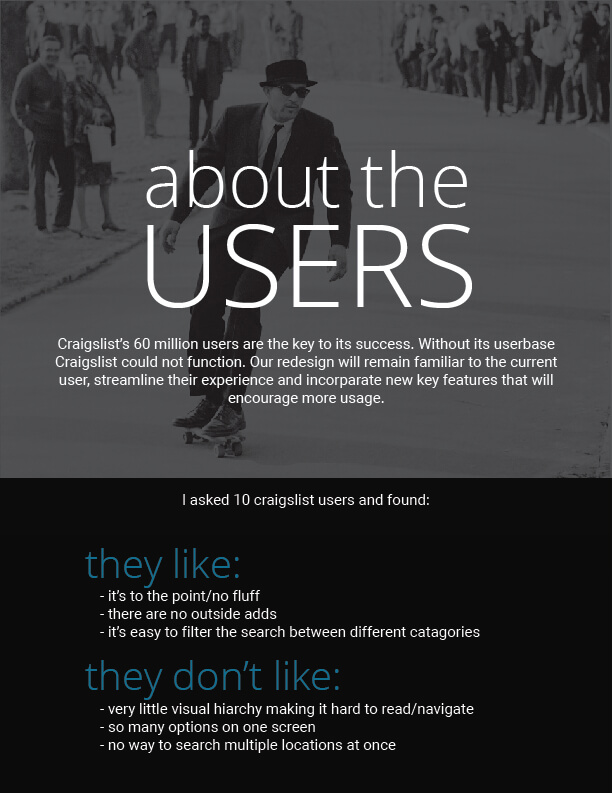 about the
USERS
Craigslist's 60 million users are the key to its success. Without its userbase
Craigslist could not function. Our redesign will remain familiar to the current
user, streamline their experience and incorparate new key features that will
encourage more usage.
I asked 10 craigslist users and found:
they like:
- it's to the point/no fluff
- there are no outside adds
- it's easy to filter the search between different catagories
they don't like:
- very little visual hiarchy making it hard to read/navigate
- so many options on one screen
- no way to search multiple locations at once